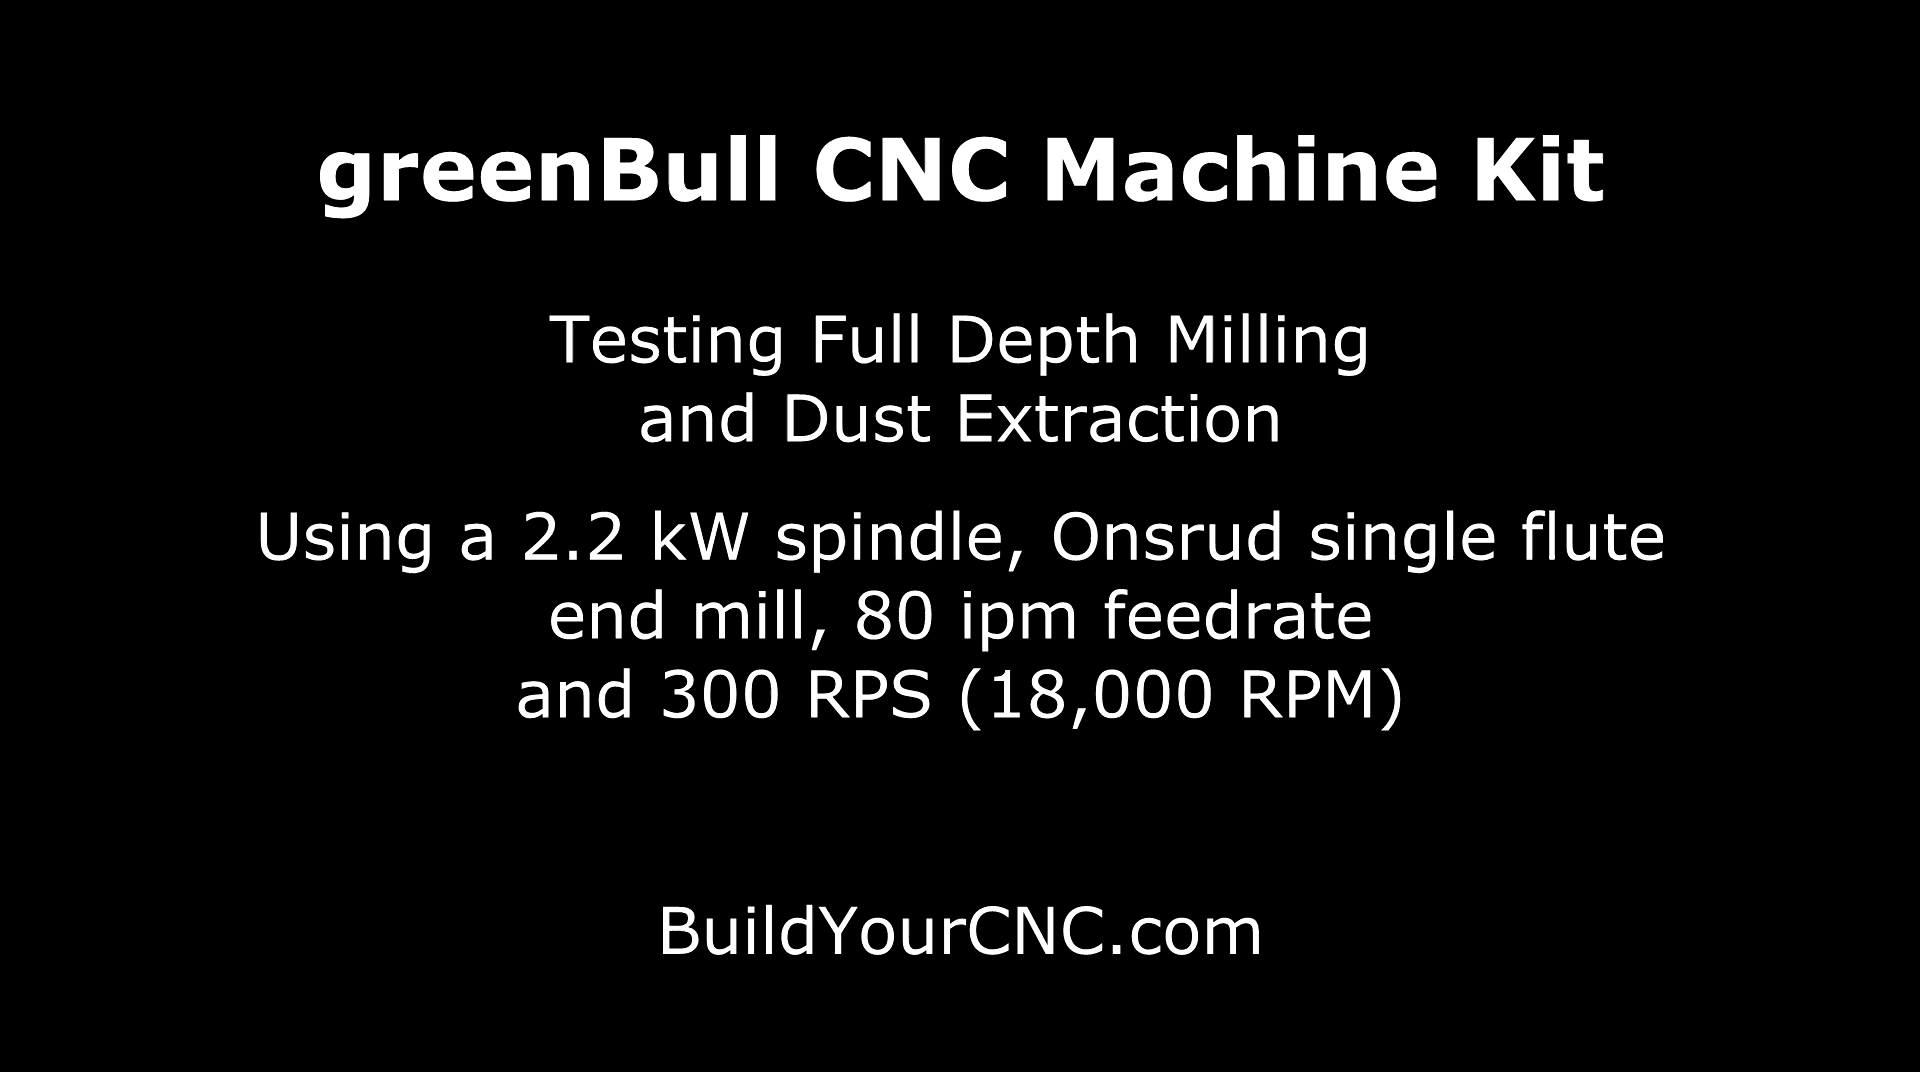 greenBull CNC Machine Kit
Testing Full Depth Milling
and Dust Extraction
Using a 2.2 kW spindle, Onsrud single flute
end mill, 80 ipm feedrate
and 300 RPS (18,000 RPM)
BuildYourCNC.com